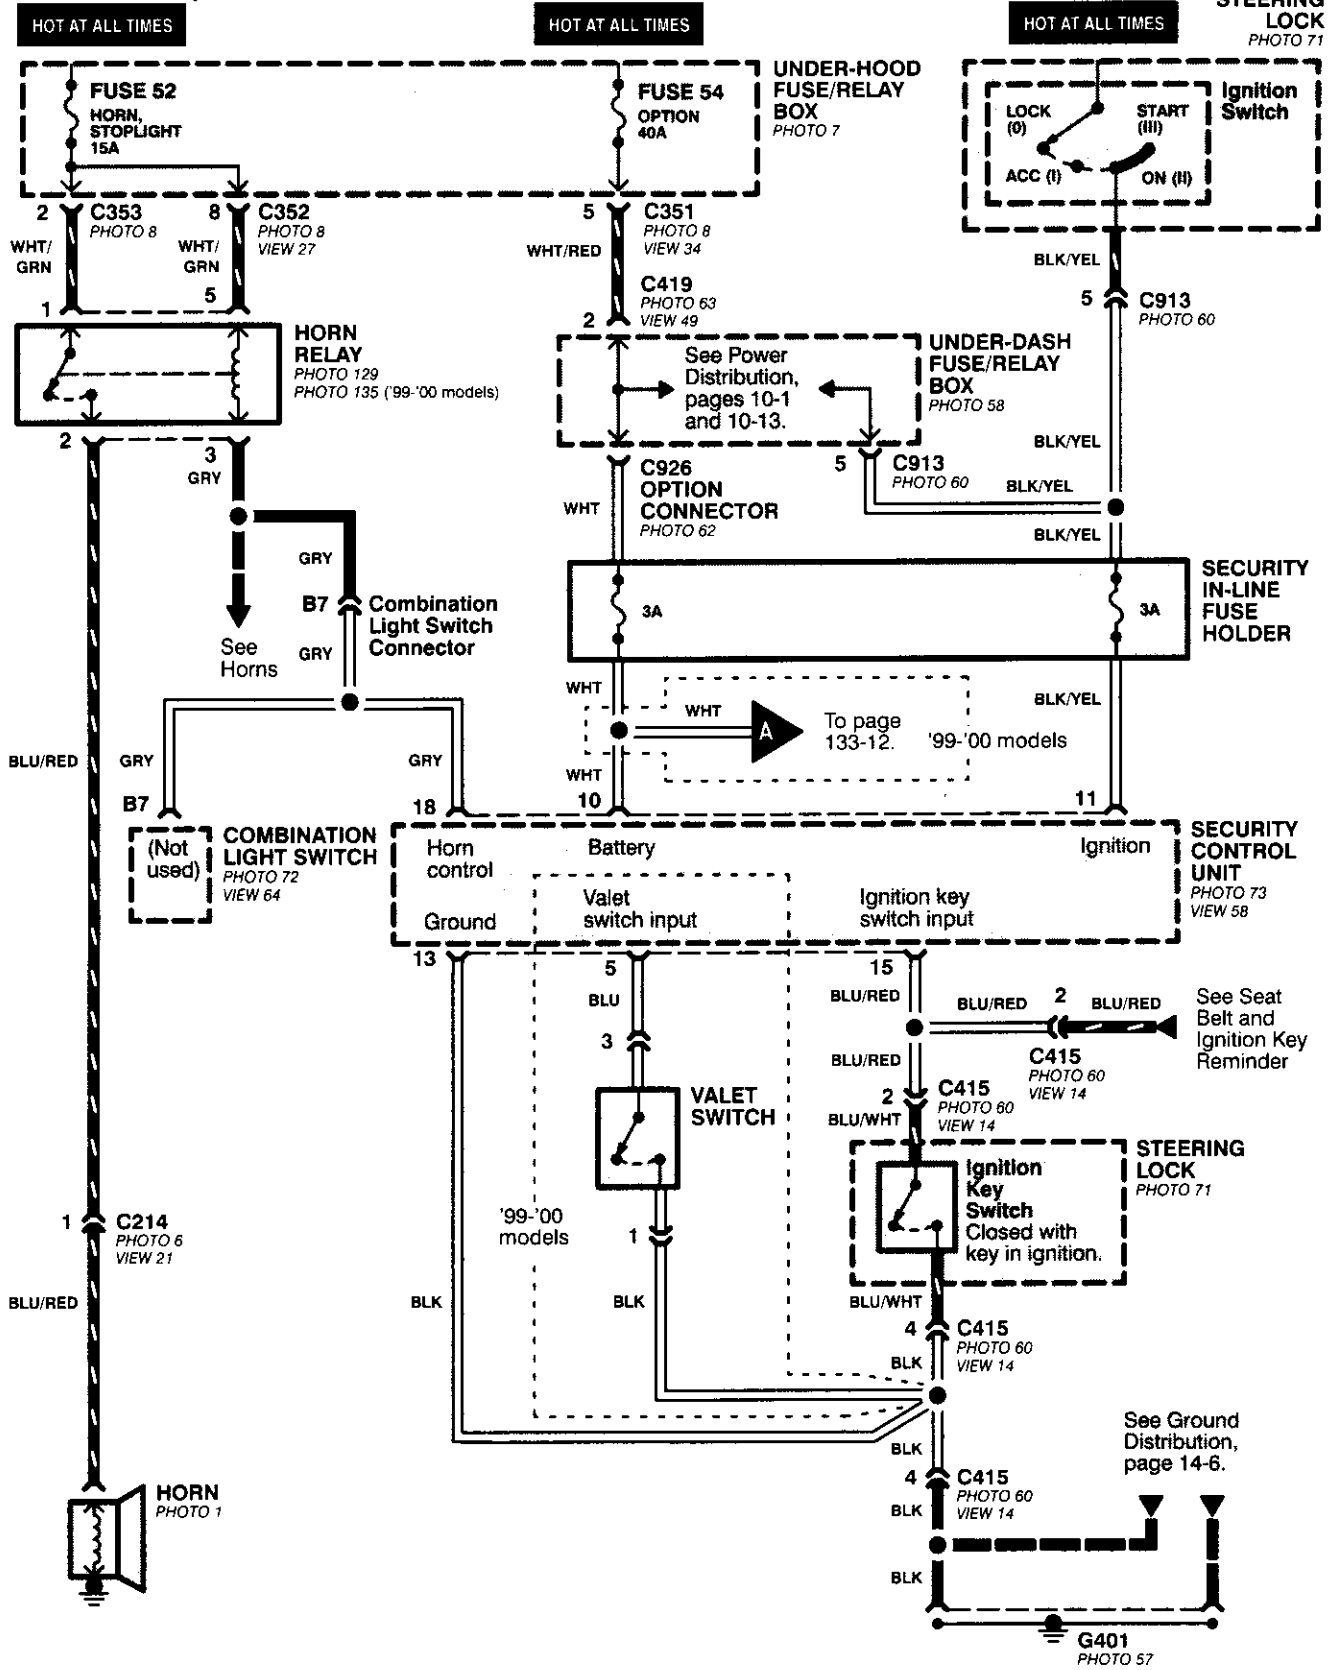 HOT AT ALL TIMES
HOT AT ALL TIMES
HOT AT ALL TIMES
STEERING
LOCK
PHOTO 71
FUSE 52
HORN,
STOPLIGHT
15A
FUSE 54
OPTION
40A
UNDER-HOOD
FUSE/RELAY
BOX
PHOTO 7
LOCK
(0)
START
(III)
ACC (I)
ON (II)
Ignition
Switch
2
C353
PHOTO 8
8
C352
PHOTO 8
VIEW 27
5
C351
PHOTO 8
VIEW 34
WHT/
GRN
WHT/
GRN
WHT/RED
BLK/YEL
1
5
C419
PHOTO 63
VIEW 49
2
5
C913
PHOTO 60
HORN
RELAY
PHOTO 129
PHOTO 135 ('99-'00 models)
See Power
Distribution,
pages 10-1
and 10-13.
UNDER-DASH
FUSE/RELAY
BOX
PHOTO 58
2
3
GRY
C926
OPTION
CONNECTOR
PHOTO 62
WHT
5
C913
PHOTO 60
BLK/YEL
BLK/YEL
BLK/YEL
GRY
B7
Combination
Light Switch
Connector
GRY
See
Horns
3A
3A
SECURITY
IN-LINE
FUSE
HOLDER
WHT
WHT
A
To page
133-12.
'99-'00 models
BLK/YEL
BLU/RED
GRY
GRY
WHT
B7
18
10
11
(Not
used)
COMBINATION
LIGHT SWITCH
PHOTO 72
VIEW 64
Horn
control
Battery
Ignition
SECURITY
CONTROL
UNIT
PHOTO 73
VIEW 58
Ground
Valet
switch input
Ignition key
switch input
13
5
15
BLU
BLU/RED
BLU/RED
2
BLU/RED
See Seat
Belt and
Ignition Key
Reminder
3
BLU/RED
C415
PHOTO 60
VIEW 14
VALET
SWITCH
2
C415
PHOTO 60
VIEW 14
BLU/WHT
STEERING
LOCK
PHOTO 71
Ignition
Key
Switch
Closed with
key in ignition.
1
C214
PHOTO 6
VIEW 21
'99-'00
models
1
BLU/RED
BLK
BLK
BLU/WHT
4
C415
PHOTO 60
VIEW 14
BLK
BLK
See Ground
Distribution,
page 14-6.
4
C415
PHOTO 60
VIEW 14
BLK
HORN
PHOTO 1
BLK
G401
PHOTO 57